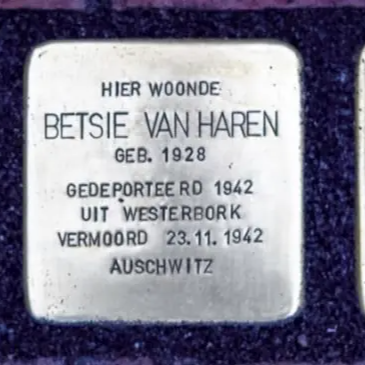 HIER WOONDE
BETSIE VAN HAREN
GEB. 1928
GEDEPORTEERD 1942
UIT WESTERBORK
VERMOORD 23.11.1942
AUSCHWITZ